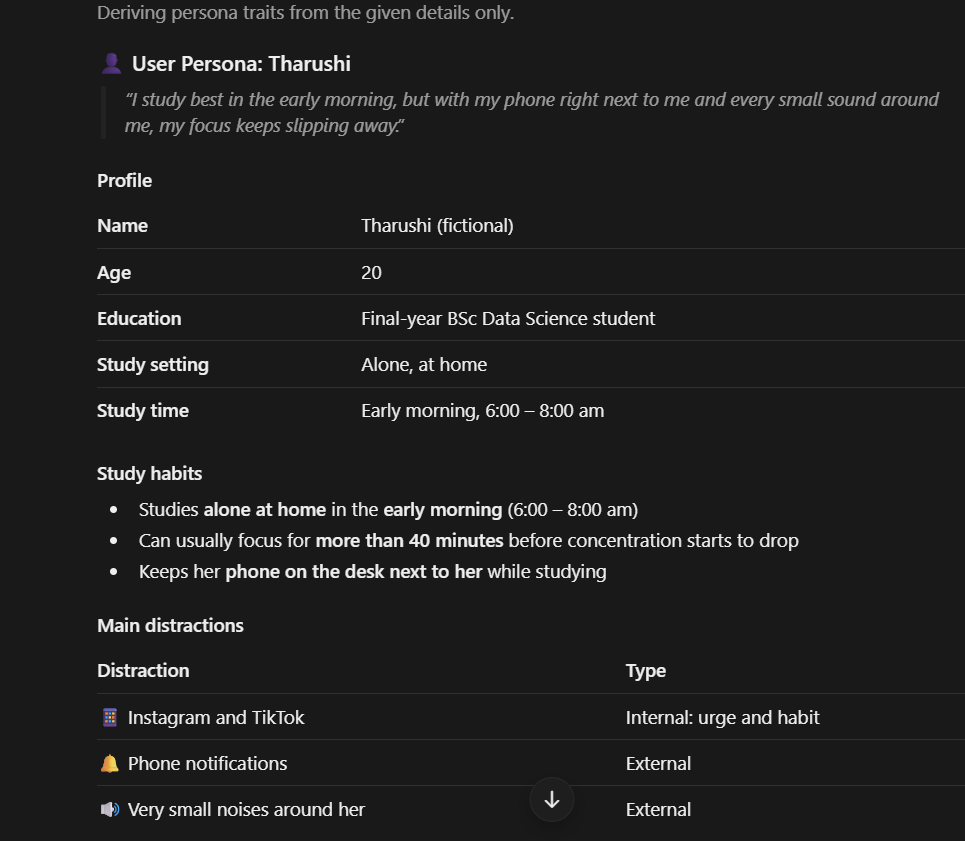 Deriving persona traits from the given details only.
User Persona: Tharushi
“I study best in the early morning, but with my phone right next to me and every small sound around
me, my focus keeps slipping away.”
Profile
Name Tharushi (fictional)
Age 20
Education Final-year BSc Data Science student
Study setting Alone, at home
Study time Early morning, 6:00 – 8:00 am
Study habits
• Studies alone at home in the early morning (6:00 – 8:00 am)
• Can usually focus for more than 40 minutes before concentration starts to drop
• Keeps her phone on the desk next to her while studying
Main distractions
Distraction Type
Instagram and TikTok Internal: urge and habit
Phone notifications External
Very small noises around her External